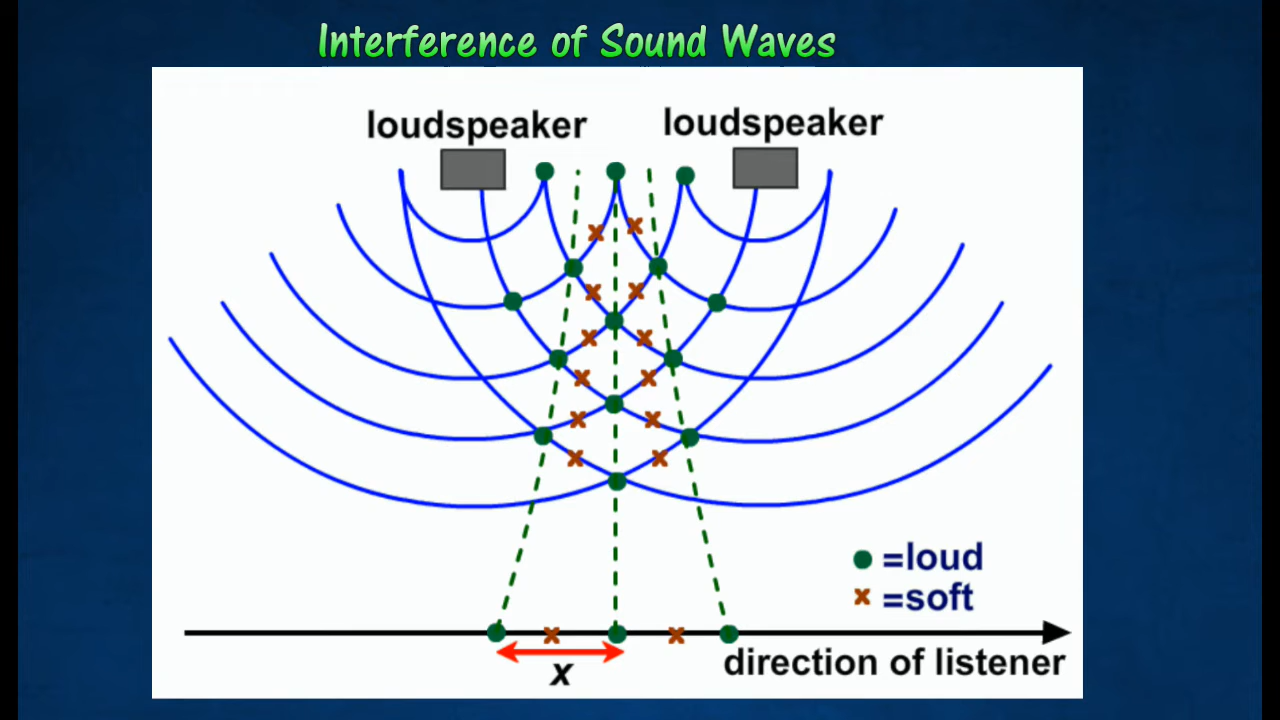 Interference of Sound Waves
loudspeaker loudspeaker
=loud
=soft
x
direction of listener